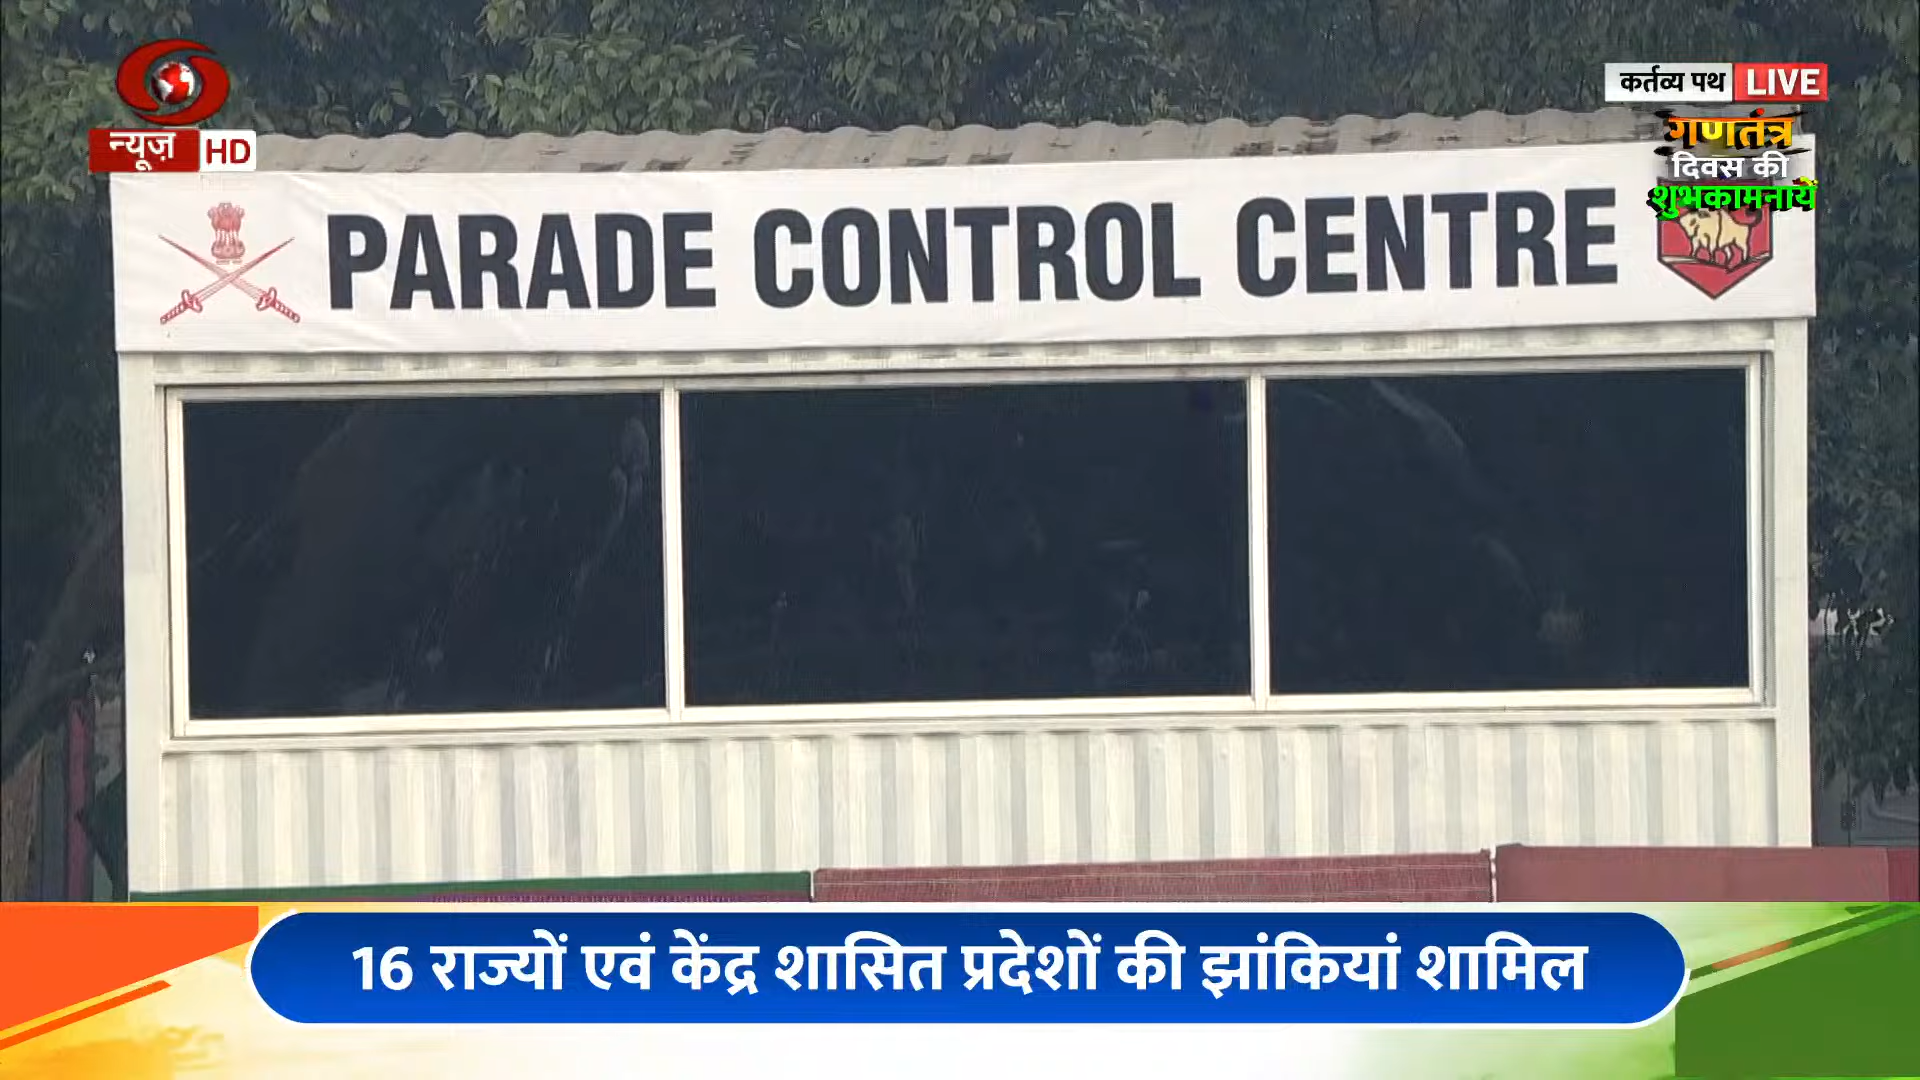 न्यूज़ HD
कर्तव्य पथ LIVE
गणतंत्र
दिवस की
शुभकामनायें
PARADE CONTROL CENTRE
16 राज्यों एवं केंद्र शासित प्रदेशों की झांकियां शामिल